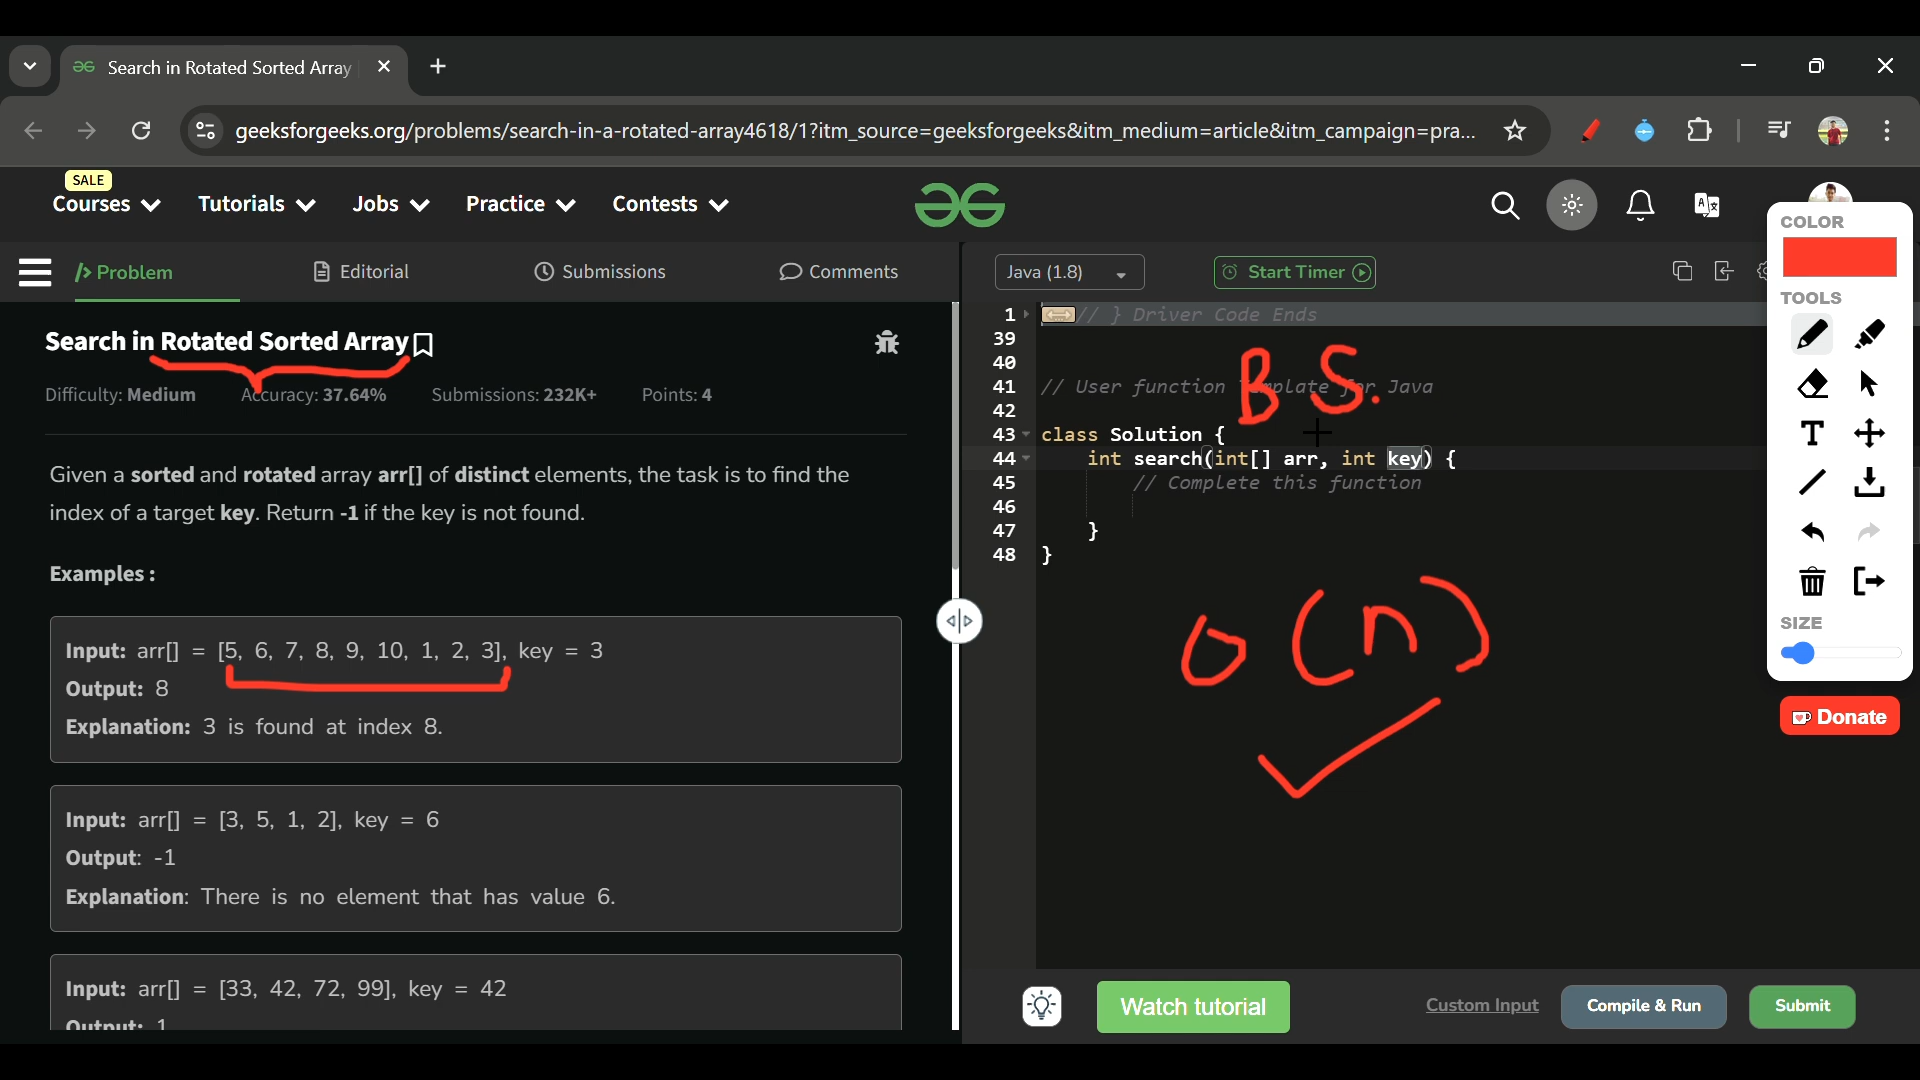 Search in Rotated Sorted Array
geeksforgeeks.org/problems/search-in-a-rotated-array4618/1?itm_source=geeksforgeeks&itm_medium=article&itm_campaign=pra...
SALE
Courses Tutorials Jobs Practice Contests
Problem Editorial Submissions Comments
Search in Rotated Sorted Array
Difficulty: Medium Accuracy: 37.64% Submissions: 232K+ Points: 4
Given a sorted and rotated array arr[] of distinct elements, the task is to find the
index of a target key. Return -1 if the key is not found.
Examples :
Input: arr[] = [5, 6, 7, 8, 9, 10, 1, 2, 3], key = 3
Output: 8
Explanation: 3 is found at index 8.
Input: arr[] = [3, 5, 1, 2], key = 6
Output: -1
Explanation: There is no element that has value 6.
Input: arr[] = [33, 42, 72, 99], key = 42
Output: 1
Java (1.8) Start Timer
1 // } Driver Code Ends
39
40
41 // User function Template for Java
42
43 class Solution {
44 int search(int[] arr, int key) {
45 // Complete this function
46
47 }
48 }
B S.
O(n)
COLOR
TOOLS
T
SIZE
Donate
Watch tutorial Custom Input Compile & Run Submit